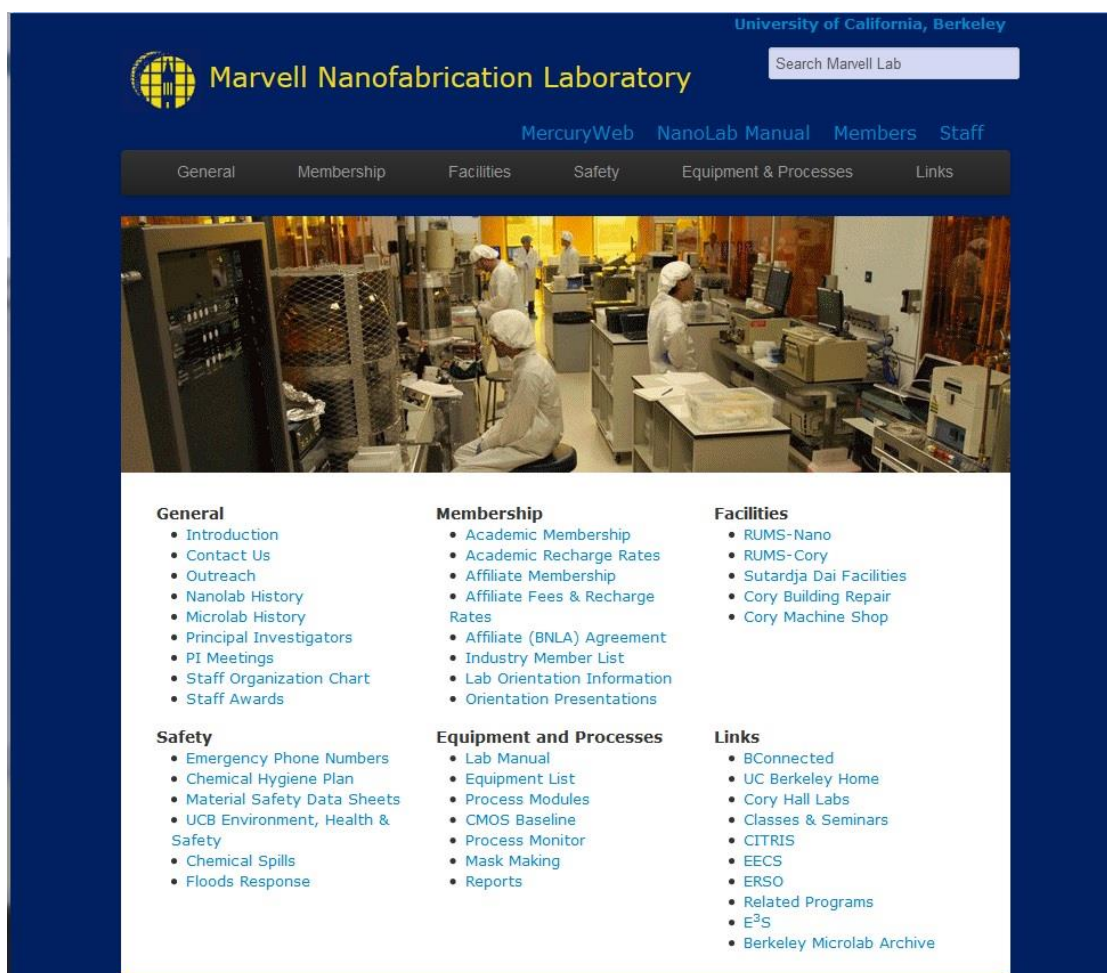 University of California, Berkeley
Marvell Nanofabrication Laboratory
Search Marvell Lab
MercuryWeb NanoLab Manual Members Staff
General Membership Facilities Safety Equipment & Processes Links
General
• Introduction
• Contact Us
• Outreach
• Nanolab History
• Microlab History
• Principal Investigators
• PI Meetings
• Staff Organization Chart
• Staff Awards
Membership
• Academic Membership
• Academic Recharge Rates
• Affiliate Membership
• Affiliate Fees & Recharge
Rates
• Affiliate (BNLA) Agreement
• Industry Member List
• Lab Orientation Information
• Orientation Presentations
Facilities
• RUMS-Nano
• RUMS-Cory
• Sutardja Dai Facilities
• Cory Building Repair
• Cory Machine Shop
Safety
• Emergency Phone Numbers
• Chemical Hygiene Plan
• Material Safety Data Sheets
• UCB Environment, Health &
Safety
• Chemical Spills
• Floods Response
Equipment and Processes
• Lab Manual
• Equipment List
• Process Modules
• CMOS Baseline
• Process Monitor
• Mask Making
• Reports
Links
• BConnected
• UC Berkeley Home
• Cory Hall Labs
• Classes & Seminars
• CITRIS
• EECS
• ERSO
• Related Programs
• E³S
• Berkeley Microlab Archive